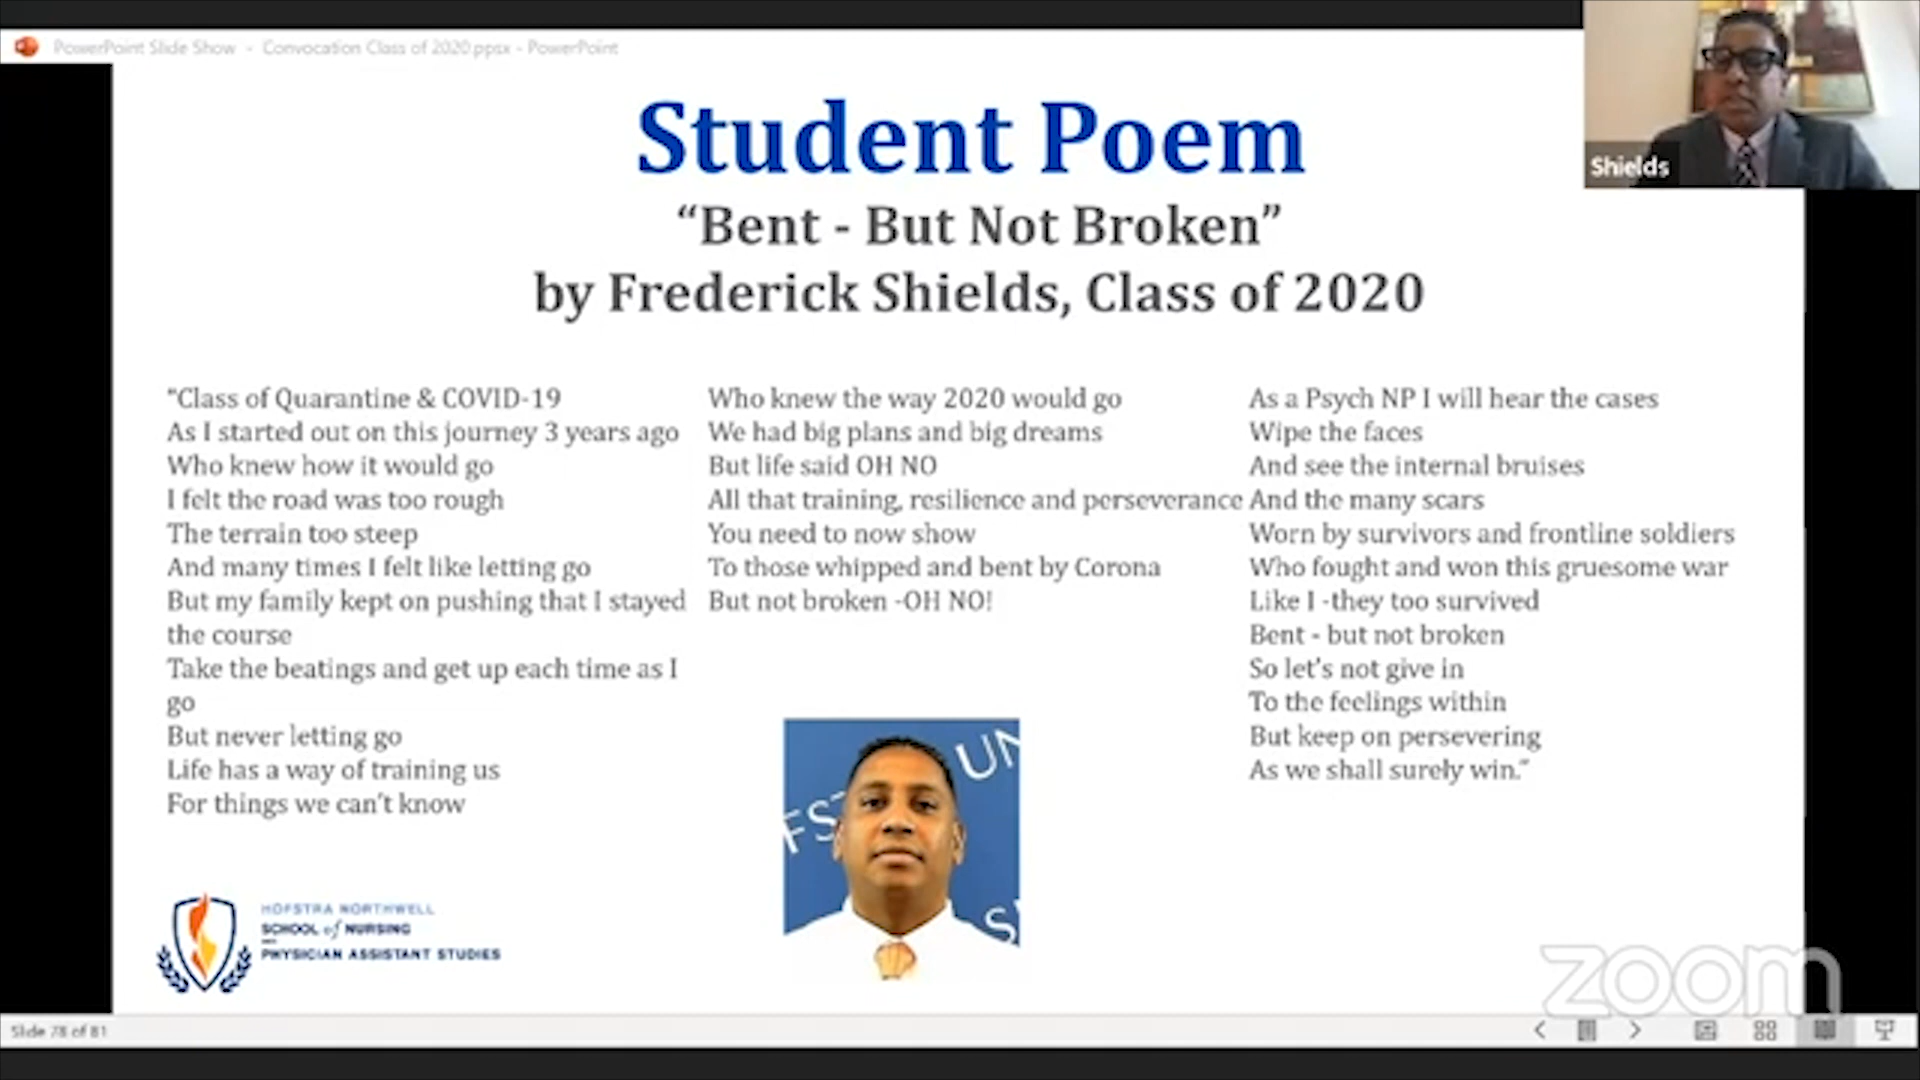 PowerPoint Slide Show - Convocation Class of 2020.ppsx - PowerPoint
Shields
Student Poem
“Bent - But Not Broken”
by Frederick Shields, Class of 2020
“Class of Quarantine & COVID-19
As I started out on this journey 3 years ago
Who knew how it would go
I felt the road was too rough
The terrain too steep
And many times I felt like letting go
But my family kept on pushing that I stayed
the course
Take the beatings and get up each time as I
go
But never letting go
Life has a way of training us
For things we can't know
Who knew the way 2020 would go
We had big plans and big dreams
But life said OH NO
All that training, resilience and perseverance
You need to now show
To those whipped and bent by Corona
But not broken -OH NO!
As a Psych NP I will hear the cases
Wipe the faces
And see the internal bruises
And the many scars
Worn by survivors and frontline soldiers
Who fought and won this gruesome war
Like I -they too survived
Bent - but not broken
So let's not give in
To the feelings within
But keep on persevering
As we shall surely win.”
UN
FST
S
HOFSTRA NORTHWELL
SCHOOL of NURSING
AND
PHYSICIAN ASSISTANT STUDIES
zoom
Slide 78 of 81